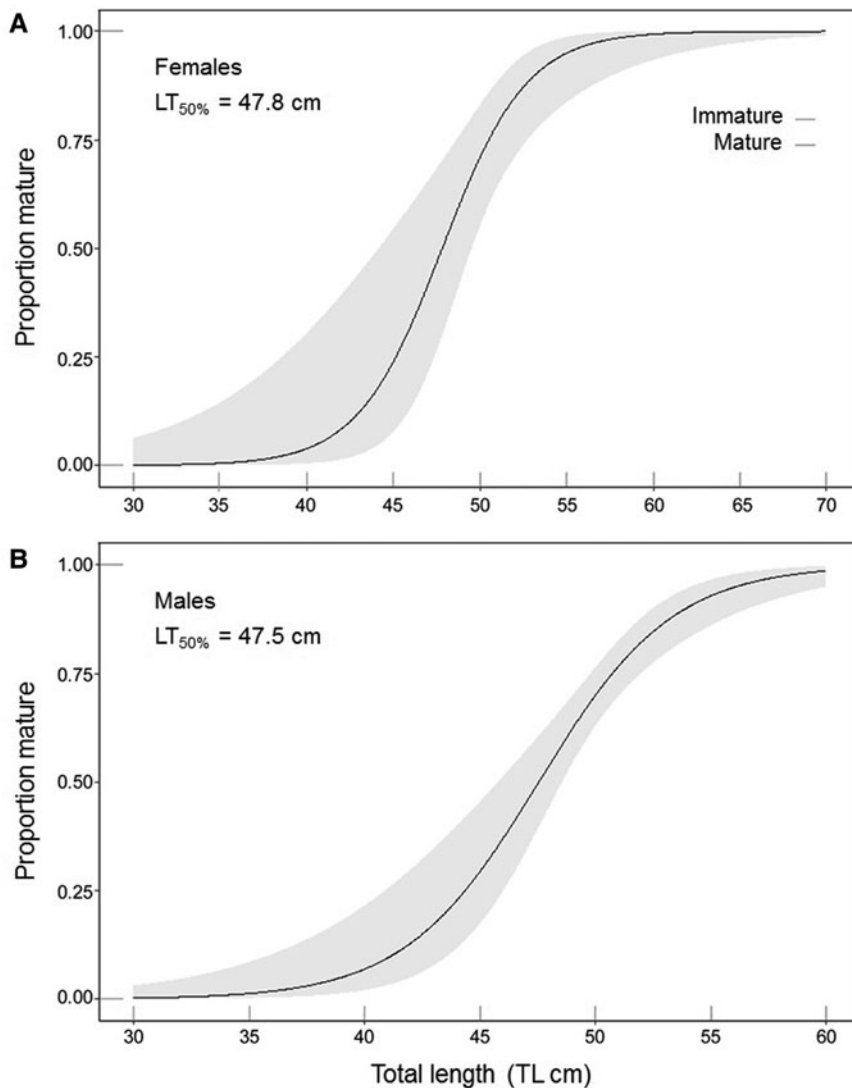 A
Females
LT50% = 47.8 cm
Immature
Mature
Proportion mature
1.00
0.75
0.50
0.25
0.00
30 35 40 45 50 55 60 65 70
B
Males
LT50% = 47.5 cm
Proportion mature
1.00
0.75
0.50
0.25
0.00
30 35 40 45 50 55 60
Total length (TL cm)